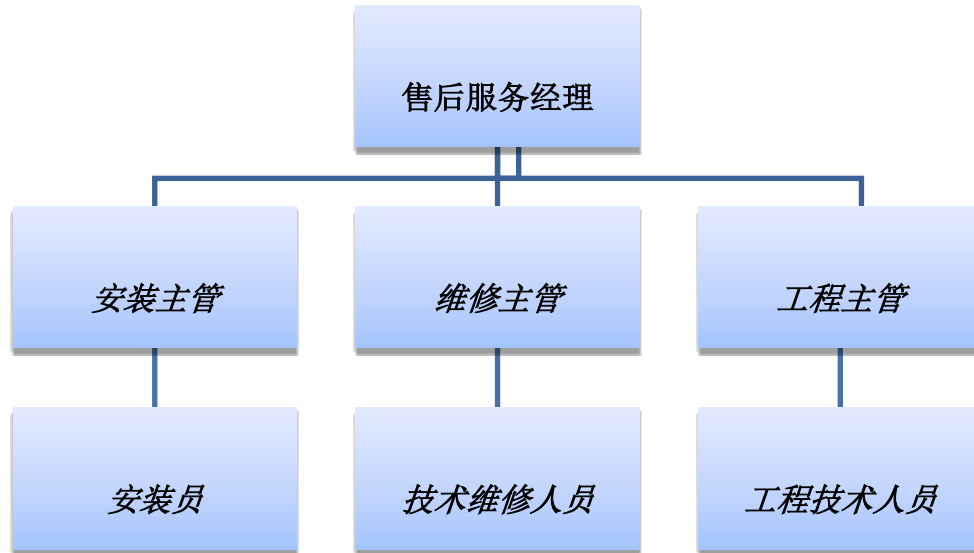 售后服务经理
安装主管
维修主管
工程主管
安装员
技术维修人员
工程技术人员